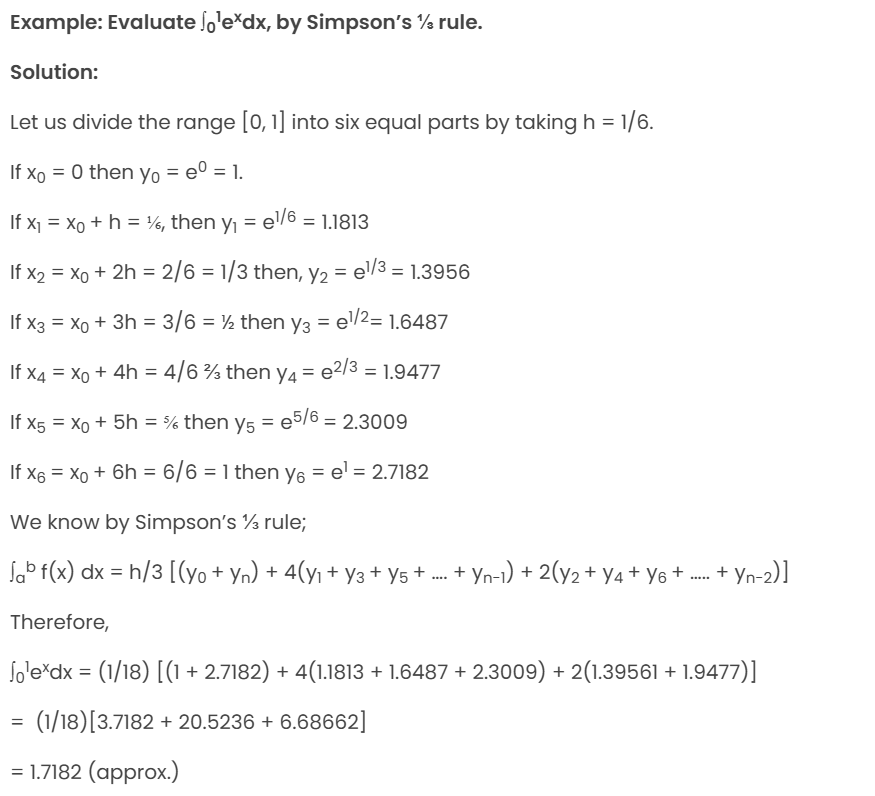 Example: Evaluate ∫₀¹eˣdx, by Simpson’s ⅓ rule.
Solution:
Let us divide the range [0, 1] into six equal parts by taking h = 1/6.
If x₀ = 0 then y₀ = e⁰ = 1.
If x₁ = x₀ + h = ⅙, then y₁ = e^1/6 = 1.1813
If x₂ = x₀ + 2h = 2/6 = 1/3 then, y₂ = e^1/3 = 1.3956
If x₃ = x₀ + 3h = 3/6 = ½ then y₃ = e^1/2= 1.6487
If x₄ = x₀ + 4h = 4/6 ⅔ then y₄ = e^2/3 = 1.9477
If x₅ = x₀ + 5h = ⅚ then y₅ = e^5/6 = 2.3009
If x₆ = x₀ + 6h = 6/6 = 1 then y₆ = e¹ = 2.7182
We know by Simpson’s ⅓ rule;
∫ₐᵇ f(x) dx = h/3 [(y₀ + yₙ) + 4(y₁ + y₃ + y₅ + …. + yₙ₋₁) + 2(y₂ + y₄ + y₆ + ….. + yₙ₋₂)]
Therefore,
∫₀¹eˣdx = (1/18) [(1 + 2.7182) + 4(1.1813 + 1.6487 + 2.3009) + 2(1.39561 + 1.9477)]
= (1/18)[3.7182 + 20.5236 + 6.68662]
= 1.7182 (approx.)